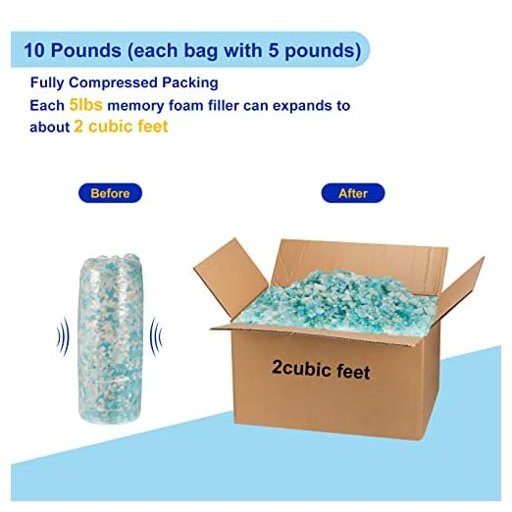 10 Pounds (each bag with 5 pounds)
Fully Compressed Packing
Each 5lbs memory foam filler can expands to
about 2 cubic feet
Before
After
2cubic feet